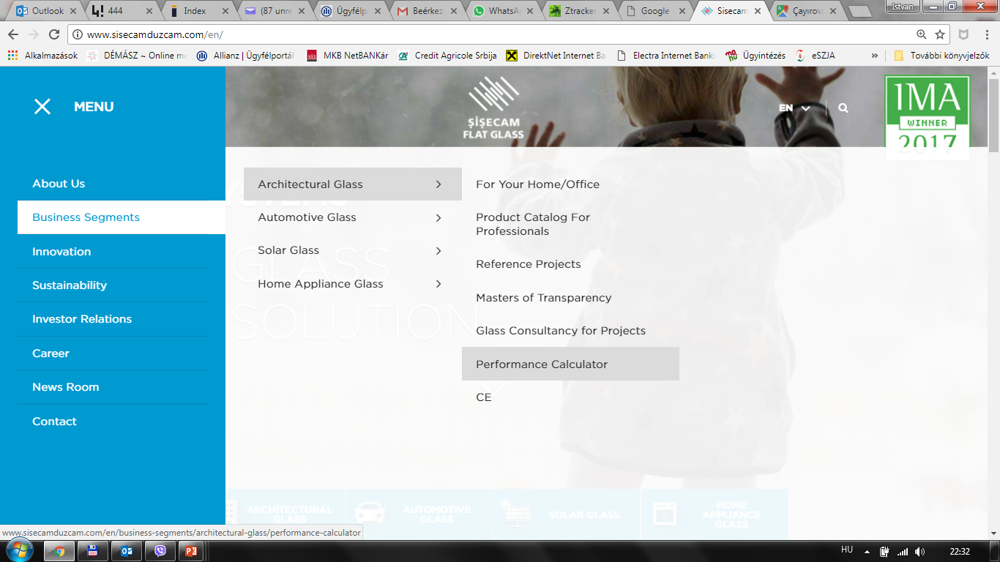 Outlook
444
Index
(87 unre
Ügyfélp
Beérkez
WhatsA
Ztracker
Google
Sisecam
Çayırova
Istvan
www.sisecamduzcam.com/en/
Alkalmazások
DÉMÁSZ ~ Online me
Allianz | Ügyfélportál
MKB NetBANKár
Credit Agricole Srbija
DirektNet Internet Ba
Electra Internet Banki
Ügyintézés
eSZJA
»
További könyvjelzők
MENU
ŞİŞECAM
FLAT GLASS
EN
IMA
WINNER
2017
About Us
Business Segments
Innovation
Sustainability
Investor Relations
Career
News Room
Contact
Architectural Glass
Automotive Glass
Solar Glass
Home Appliance Glass
For Your Home/Office
Product Catalog For
Professionals
Reference Projects
Masters of Transparency
Glass Consultancy for Projects
Performance Calculator
CE
GLASS
SOLUTION
ARCHITECTURAL
GLASS
AUTOMOTIVE
GLASS
SOLAR GLASS
HOME
APPLIANCE
GLASS
www.sisecamduzcam.com/en/business-segments/architectural-glass/performance-calculator
HU
22:32